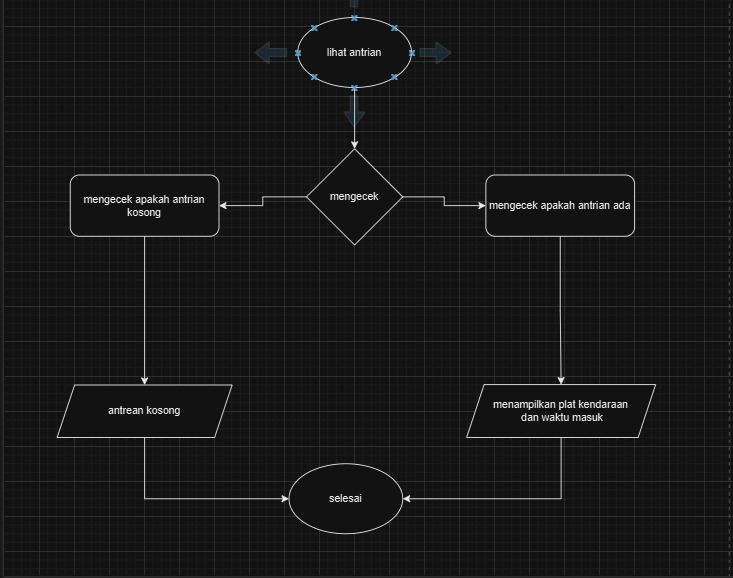 lihat antrian
mengecek apakah antrian
kosong
mengecek
mengecek apakah antrian ada
antrean kosong
menampilkan plat kendaraan
dan waktu masuk
selesai